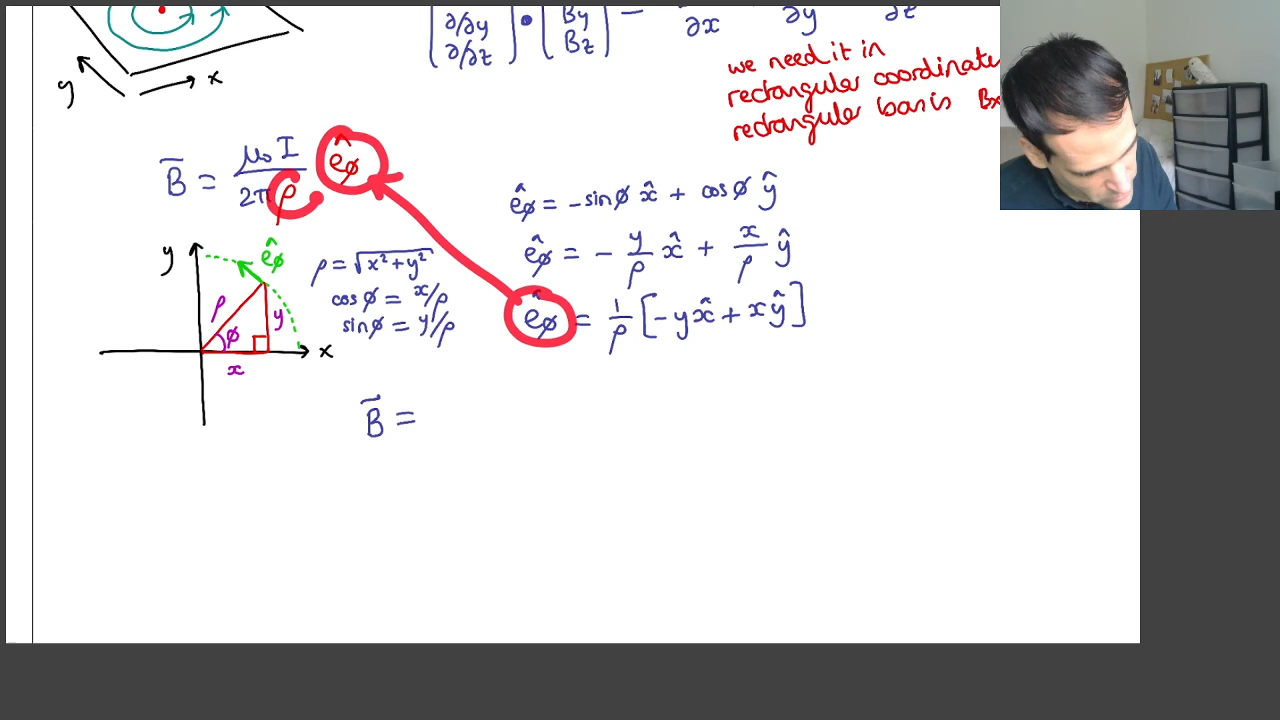 [∂/∂y ∂/∂z] • [By Bz] = ∂x ∂y ∂z
we need it in
rectangular coordinate
rectangular basis Bx
y x
B̅ = μ₀I / 2πρ ê𝜙
ê𝜙 = -sin𝜙 x̂ + cos𝜙 ŷ
ê𝜙 = - y/ρ x̂ + x/ρ ŷ
ê𝜙 = 1/ρ [-yx̂ + xŷ]
y ê𝜙
ρ = √x²+y²
cos𝜙 = x/ρ
sin𝜙 = y/ρ
ρ 𝜙 y x
x
B̅ =